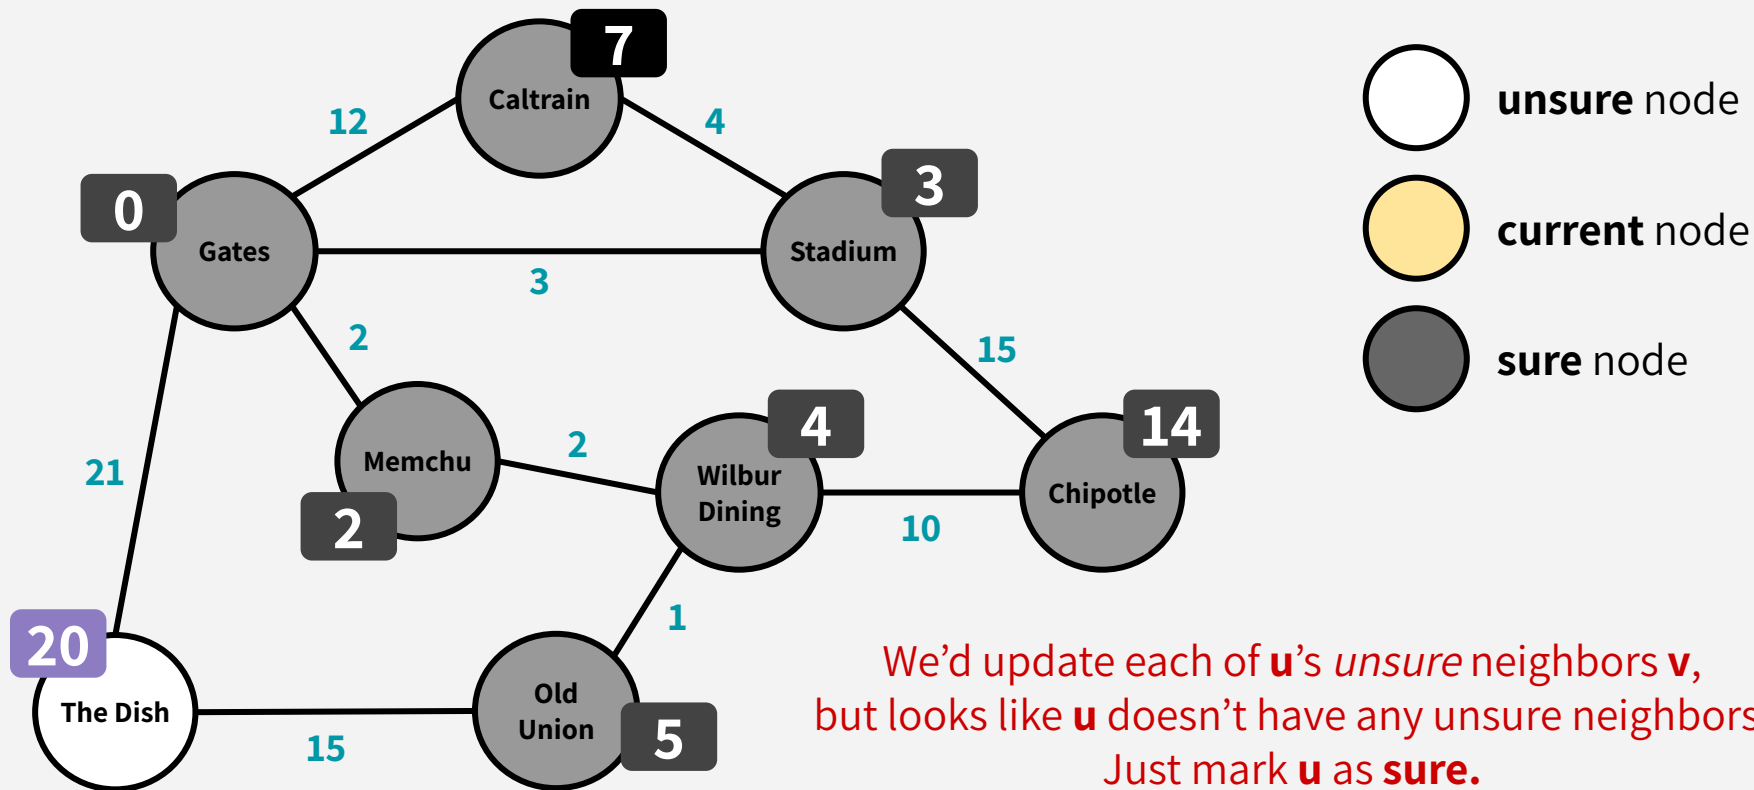 7
Caltrain
12
4
unsure node
3
0
Gates
Stadium
3
current node
2
15
sure node
4
14
Memchu
2
Wilbur
Dining
Chipotle
21
2
10
20
1
The Dish
Old
Union
5
15
We'd update each of u's unsure neighbors v,
but looks like u doesn't have any unsure neighbors
Just mark u as sure.